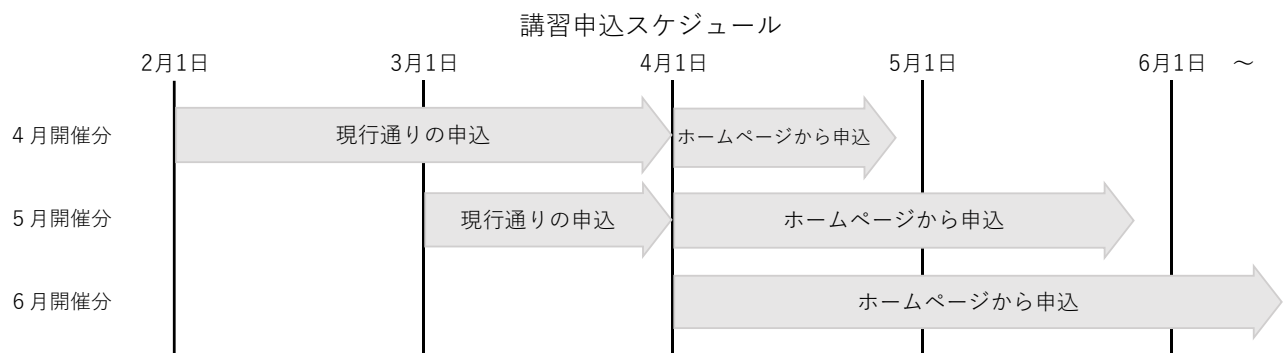 講習申込スケジュール
2月1日 3月1日 4月1日 5月1日 6月1日 ～
4月開催分 現行通りの申込 ホームページから申込
5月開催分 現行通りの申込 ホームページから申込
6月開催分 ホームページから申込